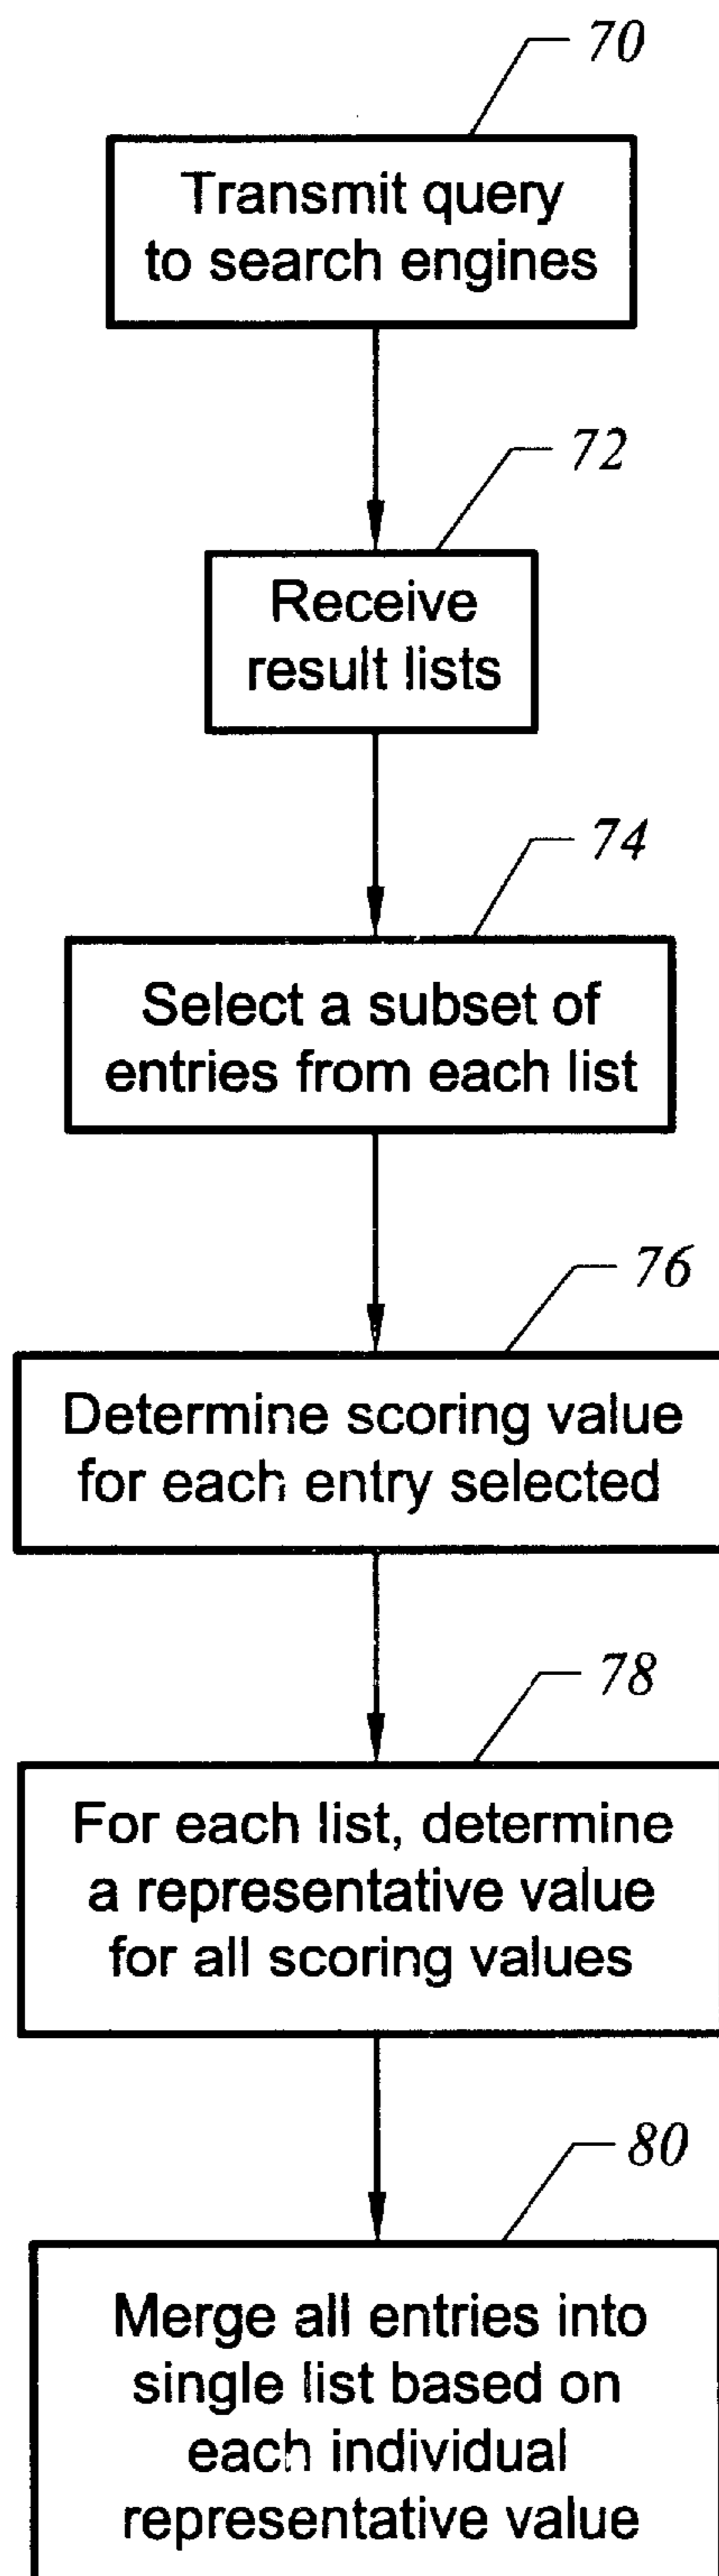 70
Transmit query
to search engines
72
Receive
result lists
74
Select a subset of
entries from each list
76
Determine scoring value
for each entry selected
78
For each list, determine
a representative value
for all scoring values
80
Merge all entries into
single list based on
each individual
representative value